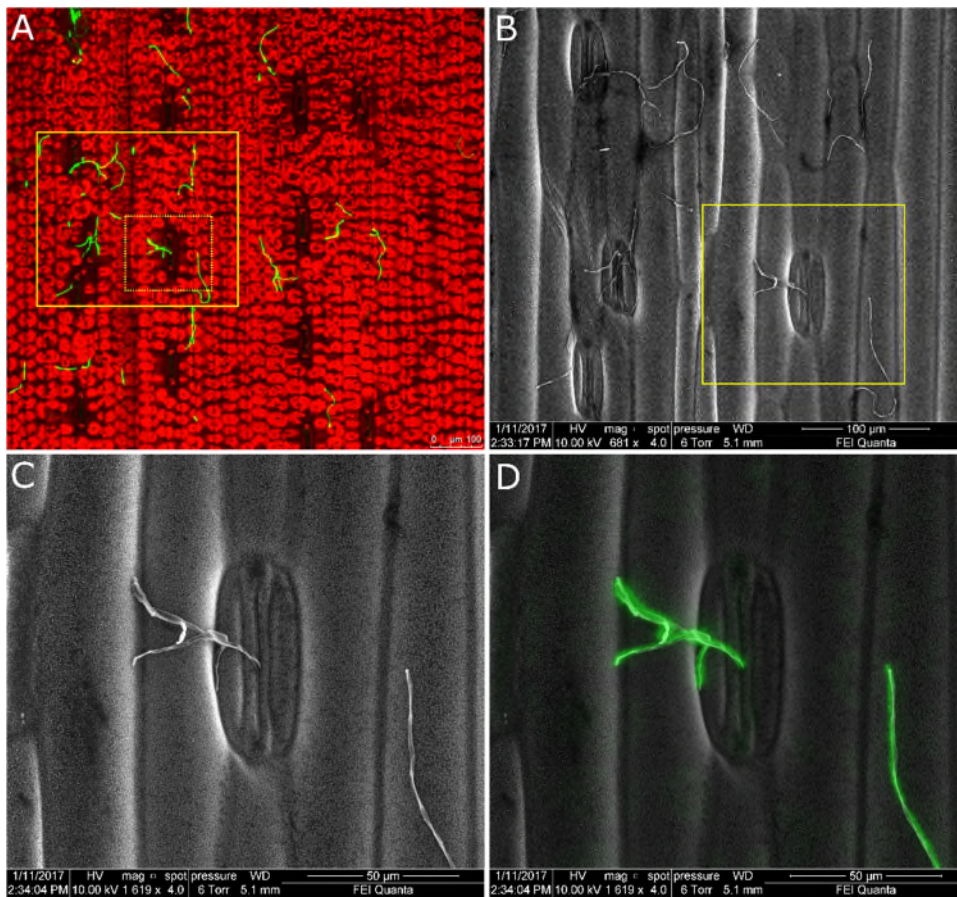 A
0 µm 100
B
1/11/2017 HV mag □ spot pressure WD 100 µm
2:33:17 PM 10.00 kV 681 x 4.0 6 Torr 5.1 mm FEI Quanta
C
1/11/2017 HV mag □ spot pressure WD 50 µm
2:34:04 PM 10.00 kV 1 619 x 4.0 6 Torr 5.1 mm FEI Quanta
D
1/11/2017 HV mag □ spot pressure WD 50 µm
2:34:04 PM 10.00 kV 1 619 x 4.0 6 Torr 5.1 mm FEI Quanta